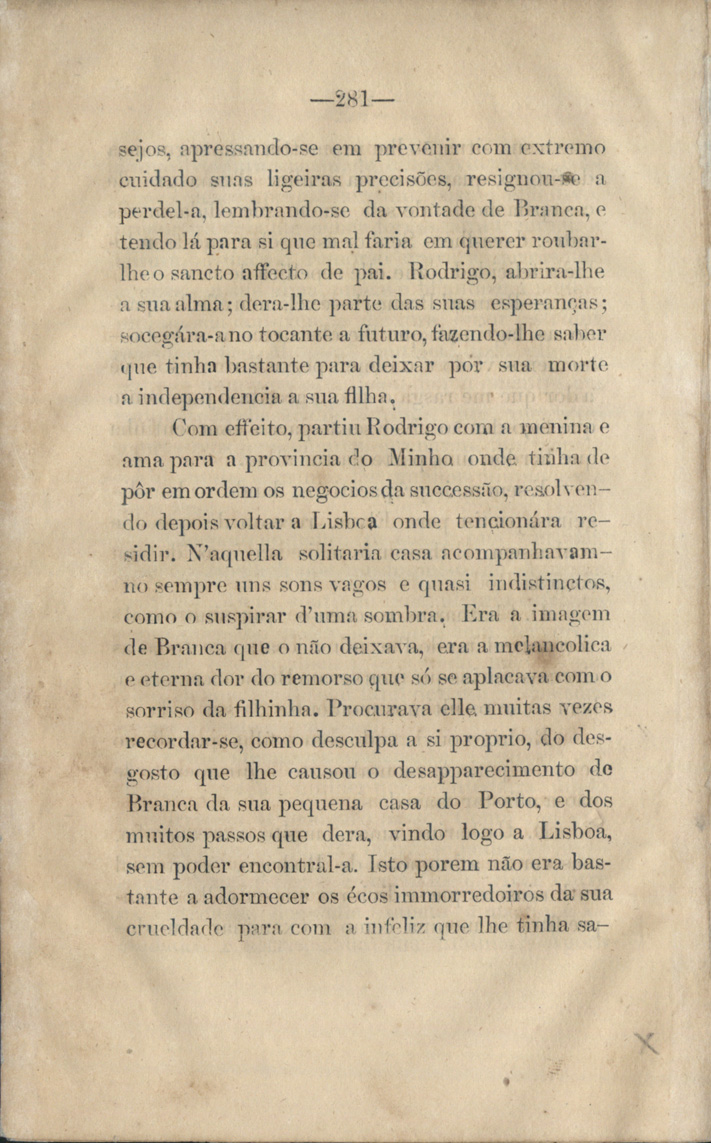 —281—
sejos, apressando-se em prevenir com extremo
cuidado suas ligeiras precisões, resignou-se a
perdel-a, lembrando-se da vontade de Branca, e
tendo lá para si que mal faria em querer roubar-
lhe o sancto affecto de pai. Rodrigo, abrira-lhe
a sua alma; dera-lhe parte das suas esperanças;
socegára-a no tocante a futuro, fazendo-lhe saber
que tinha bastante para deixar por sua morte
a independencia a sua filha.
Com effeito, partiu Rodrigo com a menina e
ama para a provincia do Minho onde tinha de
pôr em ordem os negocios da successão, resolven-
do depois voltar a Lisboa onde tencionára re-
sidir. N'aquella solitaria casa acompanhavam-
no sempre uns sons vagos e quasi indistinctos,
como o suspirar d'uma sombra. Era a imagem
de Branca que o não deixava, era a melancolica
e eterna dor do remorso que só se aplacava com o
sorriso da filhinha. Procurava elle muitas vezes
recordar-se, como desculpa a si proprio, do des-
gosto que lhe causou o desapparecimento de
Branca da sua pequena casa do Porto, e dos
muitos passos que dera, vindo logo a Lisboa,
sem poder encontral-a. Isto porem não era bas-
tante a adormecer os écos immorredoiros da sua
crueldade para com a infeliz que lhe tinha sa-
X